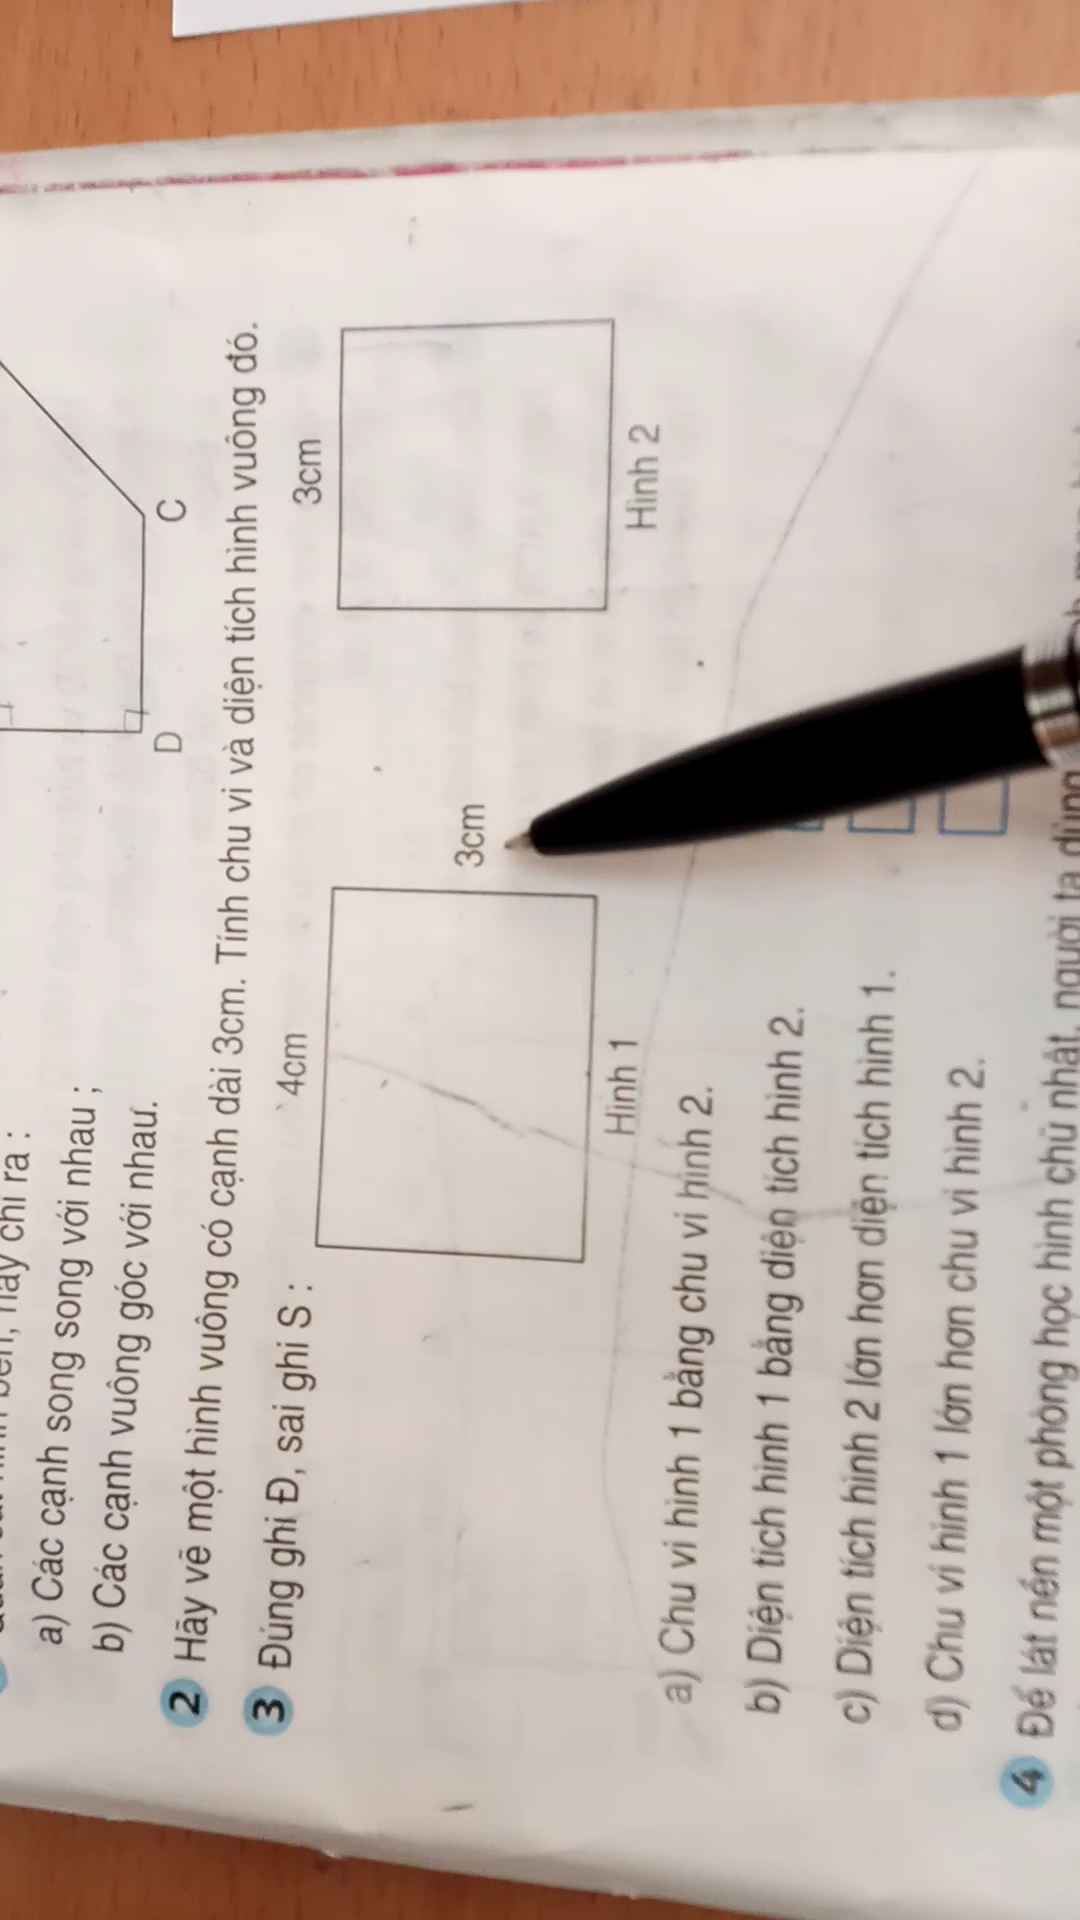 chỉ ra :
a) Các cạnh song song với nhau ;
b) Các cạnh vuông góc với nhau.
D C
2 Hãy vẽ một hình vuông có cạnh dài 3cm. Tính chu vi và diện tích hình vuông đó.
3 Đúng ghi Đ, sai ghi S :
4cm 3cm
3cm
Hình 1 Hình 2
a) Chu vi hình 1 bằng chu vi hình 2.
b) Diện tích hình 1 bằng diện tích hình 2.
c) Diện tích hình 2 lớn hơn diện tích hình 1.
d) Chu vi hình 1 lớn hơn chu vi hình 2.
4 Để lát nền một phòng học hình chữ nhật, người ta dùng